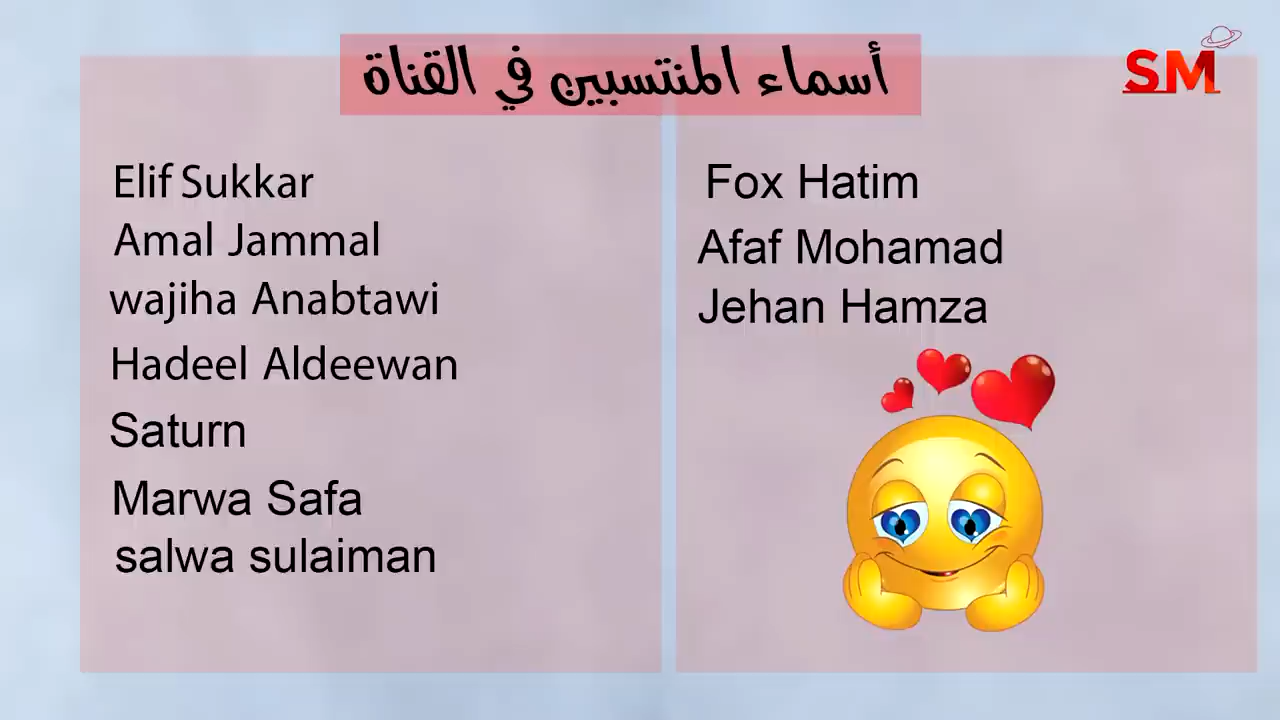 أسماء المنتسبين في القناة
SM
Elif Sukkar
Amal Jammal
wajiha Anabtawi
Hadeel Aldeewan
Saturn
Marwa Safa
salwa sulaiman
Fox Hatim
Afaf Mohamad
Jehan Hamza